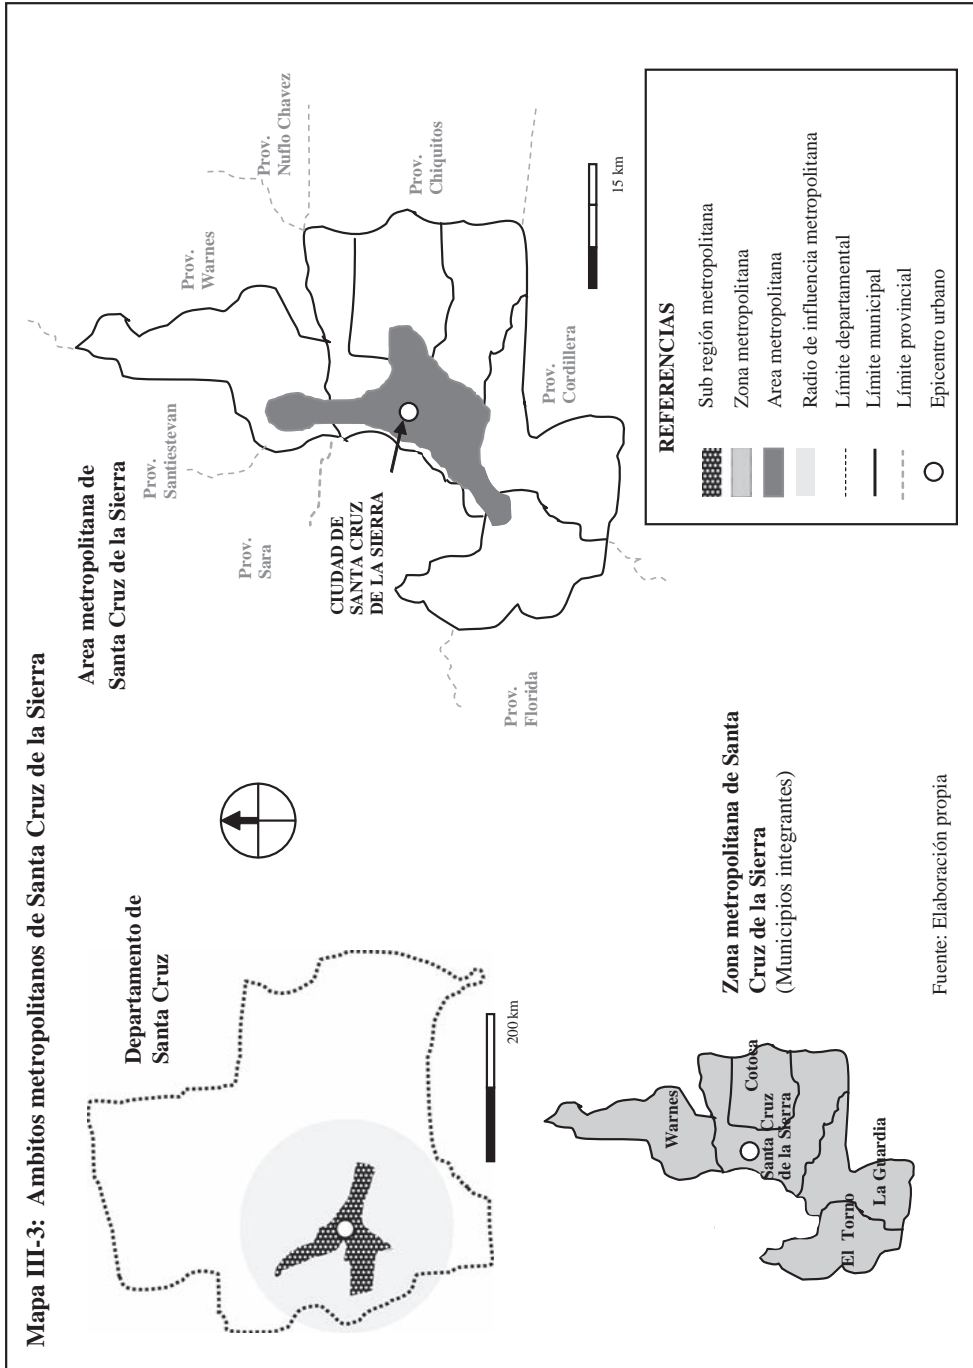 Mapa III-3: Ambitos metropolitanos de Santa Cruz de la Sierra
Departamento de
Santa Cruz
200 km
Area metropolitana de
Santa Cruz de la Sierra
Prov.
Santiestevan
Prov.
Warnes
Prov.
Nuflo Chavez
Prov.
Sara
Prov.
Chiquitos
CIUDAD DE
SANTA CRUZ
DE LA SIERRA
Prov.
Florida
Prov.
Cordillera
15 km
Zona metropolitana de Santa
Cruz de la Sierra
(Municipios integrantes)
Warnes
Cotoca
Santa Cruz
de la Sierra
El Torno
La Guardia
REFERENCIAS
Sub región metropolitana
Zona metropolitana
Area metropolitana
Radio de influencia metropolitana
Límite departamental
Límite municipal
Límite provincial
Epicentro urbano
Fuente: Elaboración propia